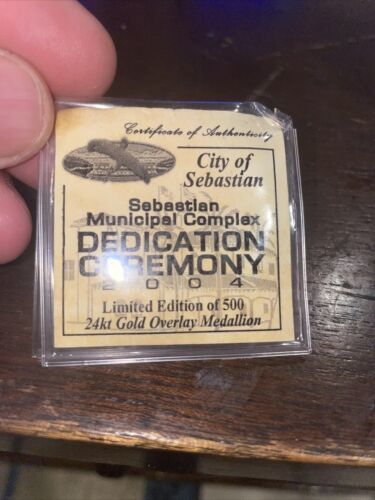 Certificate of Authenticity
City of
Sebastian
Sebastian
Municipal Complex
DEDICATION
CEREMONY
2004
Limited Edition of 500
24kt Gold Overlay Medallion